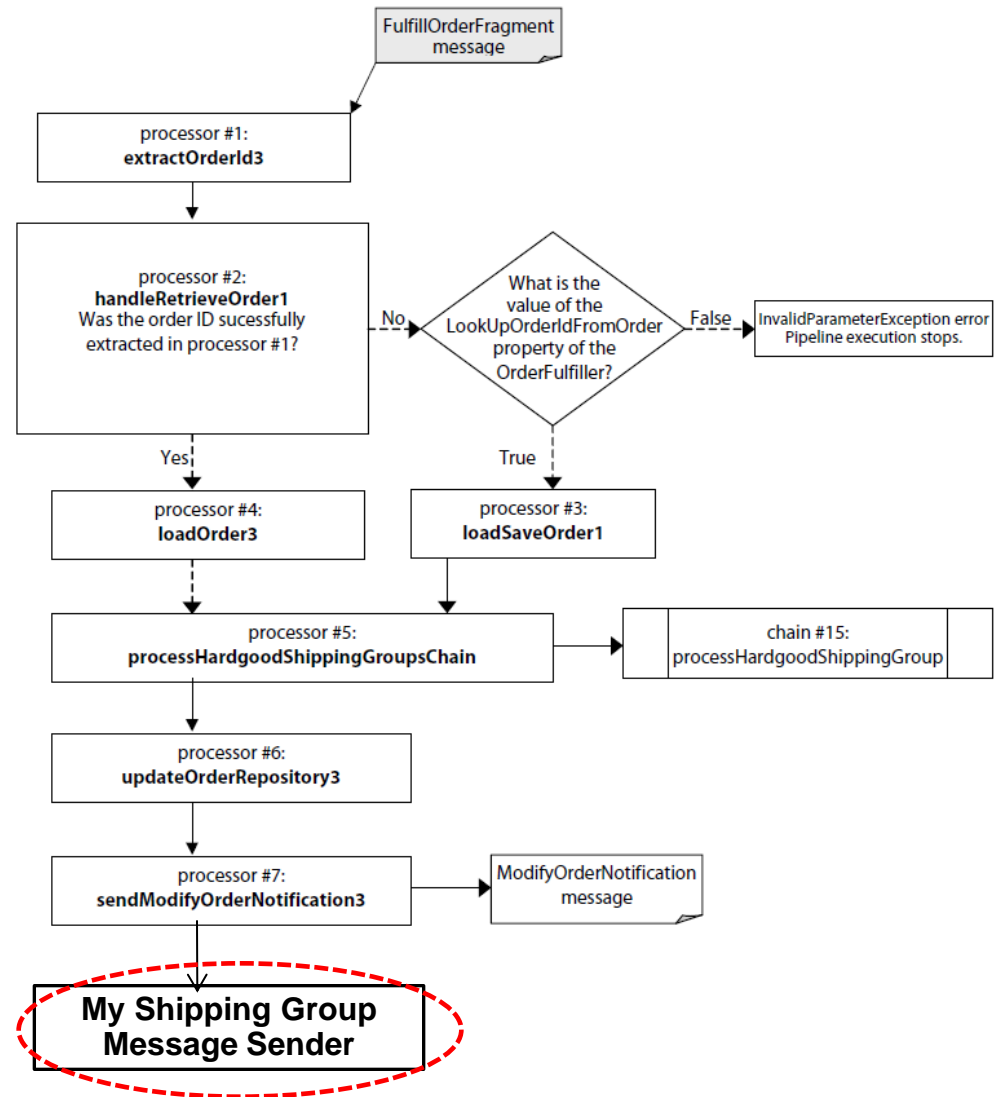 FulfillOrderFragment
message
processor #1:
extractOrderId3
processor #2:
handleRetrieveOrder1
Was the order ID sucessfully
extracted in processor #1?
No
What is the
value of the
LookUpOrderIdFromOrder
property of the
OrderFulfiller?
False
InvalidParameterException error
Pipeline execution stops.
Yes
True
processor #4:
loadOrder3
processor #3:
loadSaveOrder1
processor #5:
processHardgoodShippingGroupsChain
chain #15:
processHardgoodShippingGroup
processor #6:
updateOrderRepository3
processor #7:
sendModifyOrderNotification3
ModifyOrderNotification
message
My Shipping Group
Message Sender